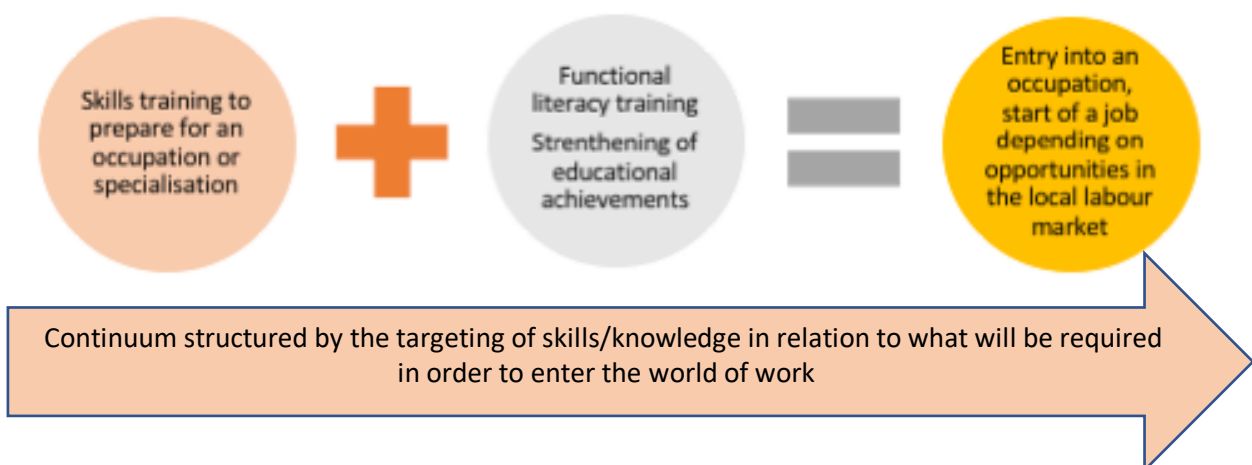 Skills training to
prepare for an
occupation or
specialisation
Functional
literacy training
Strenthening of
educational
achievements
Entry into an
occupation,
start of a job
depending on
opportunities in
the local labour
market
Continuum structured by the targeting of skills/knowledge in relation to what will be required
in order to enter the world of work